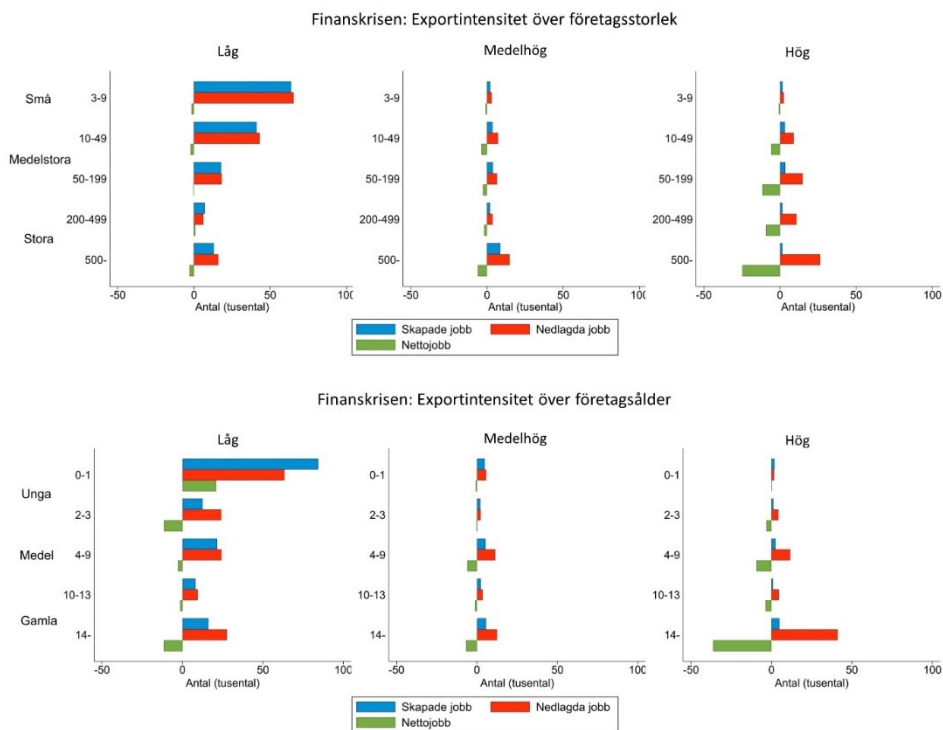 Finanskrisen: Exportintensitet över företagsstorlek
Låg
Medelhög
Hög
Små
Medelstora
Stora
3-9
10-49
50-199
200-499
500-
-50 0 50 100
Antal (tusental)
3-9
10-49
50-199
200-499
500-
-50 0 50 100
Antal (tusental)
3-9
10-49
50-199
200-499
500-
-50 0 50 100
Antal (tusental)
Skapade jobb Nedlagda jobb
Nettojobb
Finanskrisen: Exportintensitet över företagsålder
Låg
Medelhög
Hög
Unga
Medel
Gamla
0-1
2-3
4-9
10-13
14-
-50 0 50 100
Antal (tusental)
0-1
2-3
4-9
10-13
14-
-50 0 50 100
Antal (tusental)
0-1
2-3
4-9
10-13
14-
-50 0 50 100
Antal (tusental)
Skapade jobb Nedlagda jobb
Nettojobb